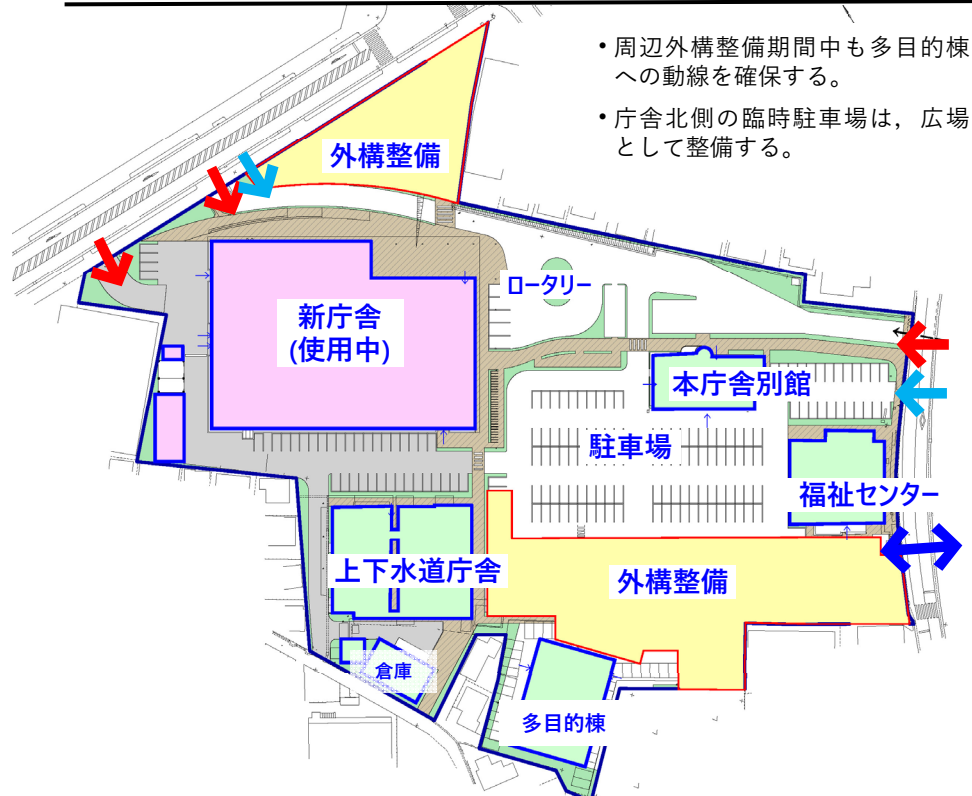 • 周辺外構整備期間中も多目的棟
への動線を確保する。
• 庁舎北側の臨時駐車場は，広場
として整備する。
外構整備
ロータリー
新庁舎
(使用中)
本庁舎別館
駐車場
福祉センター
上下水道庁舎
外構整備
倉庫
多目的棟